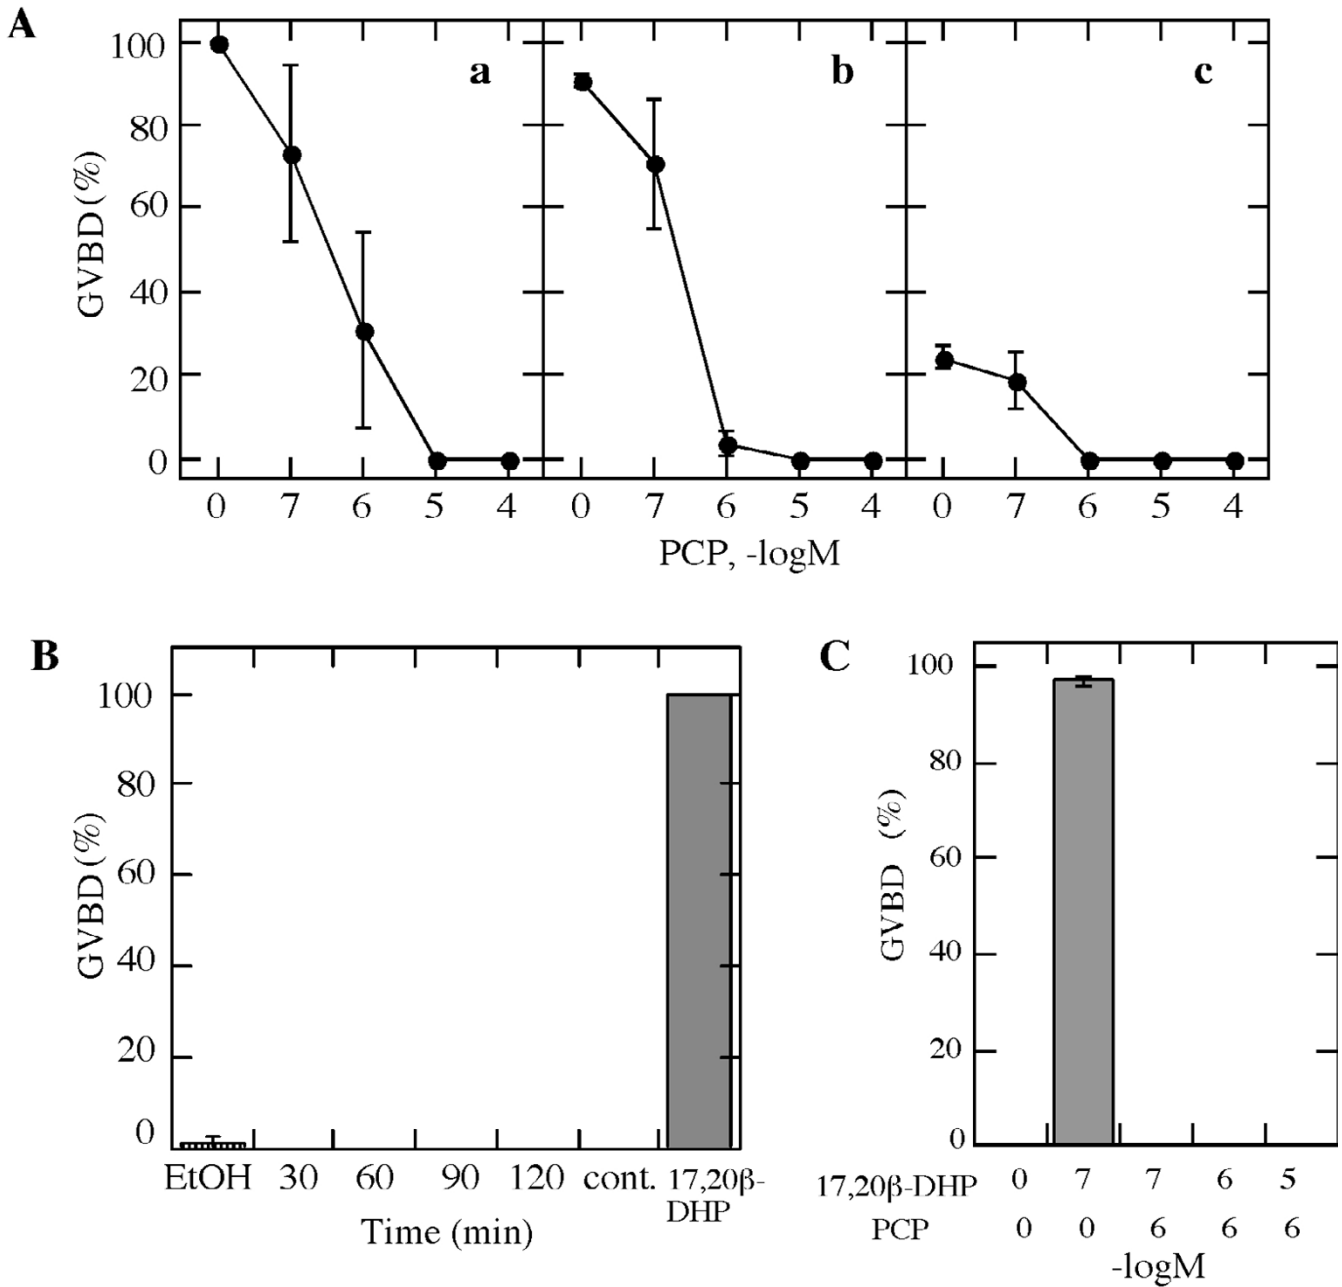 A
a b c
GVBD (%)
100
80
60
40
20
0
0 7 6 5 4 0 7 6 5 4 0 7 6 5 4
PCP, -logM
B
GVBD (%)
100
80
60
40
20
0
EtOH 30 60 90 120 cont. 17,20β-
DHP
Time (min)
C
GVBD (%)
100
80
60
40
20
0
17,20β-DHP 0 7 7 6 5
PCP 0 0 6 6 6
-logM